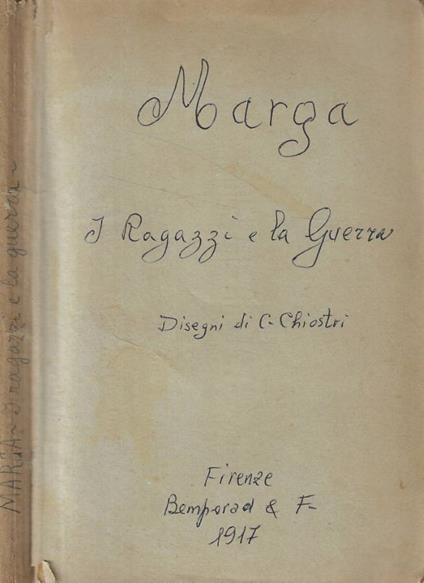 Marga
I Ragazzi e la Guerra
Disegni di C. Chiostri
Firenze
Bemporad & F-
1917
MARGA - I ragazzi e la guerra -